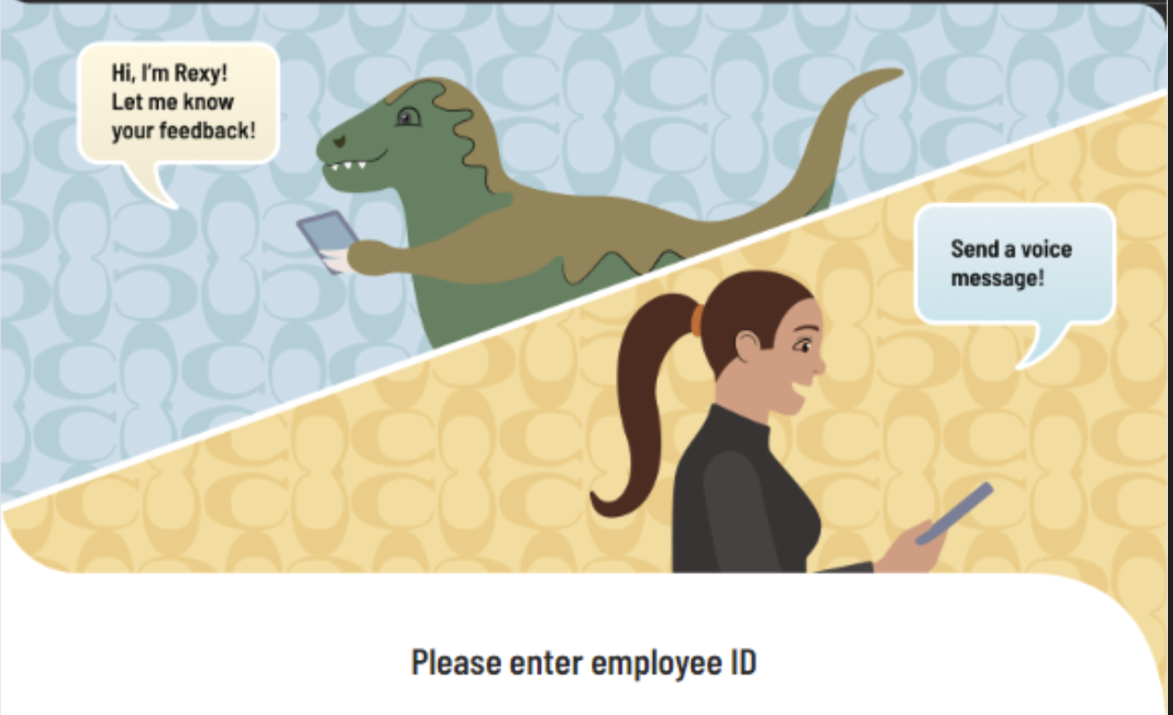 Hi, I'm Rexy!
Let me know
your feedback!
Send a voice
message!
Please enter employee ID